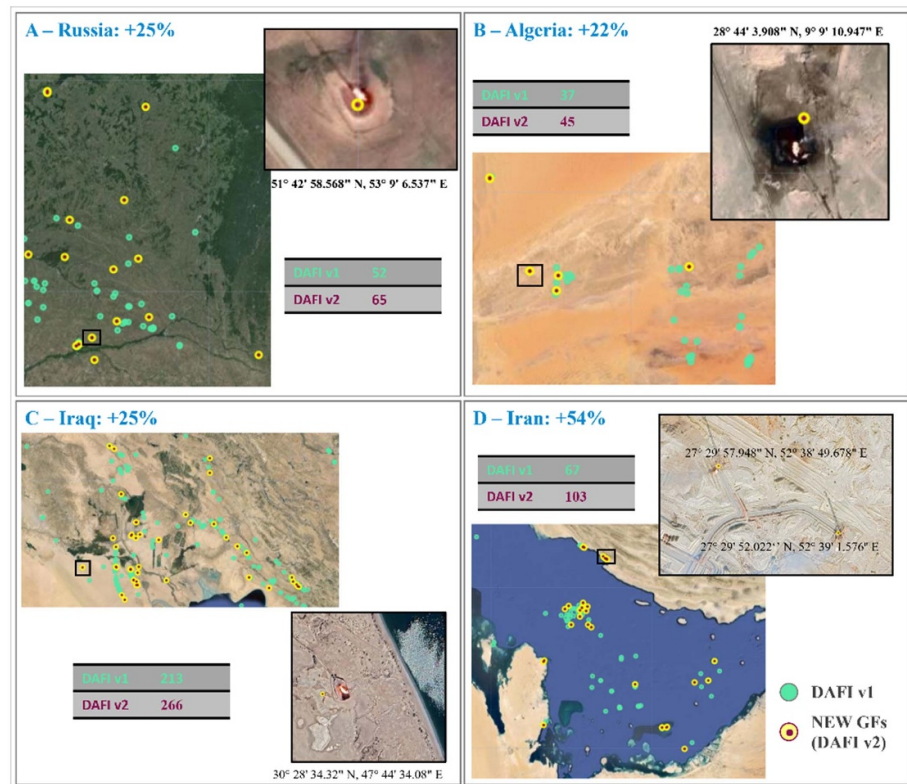 A – Russia: +25%
51° 42' 58.568" N, 53° 9' 6.537" E
DAFI v1 52
DAFI v2 65
B – Algeria: +22%
28° 44' 3.908" N, 9° 9' 10.947" E
DAFI v1 37
DAFI v2 45
C – Iraq: +25%
DAFI v1 213
DAFI v2 266
30° 28' 34.32" N, 47° 44' 34.08" E
D – Iran: +54%
27° 29' 57.948" N, 52° 38' 49.678" E
27° 29' 52.022'' N, 52° 39' 1.576" E
DAFI v1 67
DAFI v2 103
DAFI v1
NEW GFs
(DAFI v2)